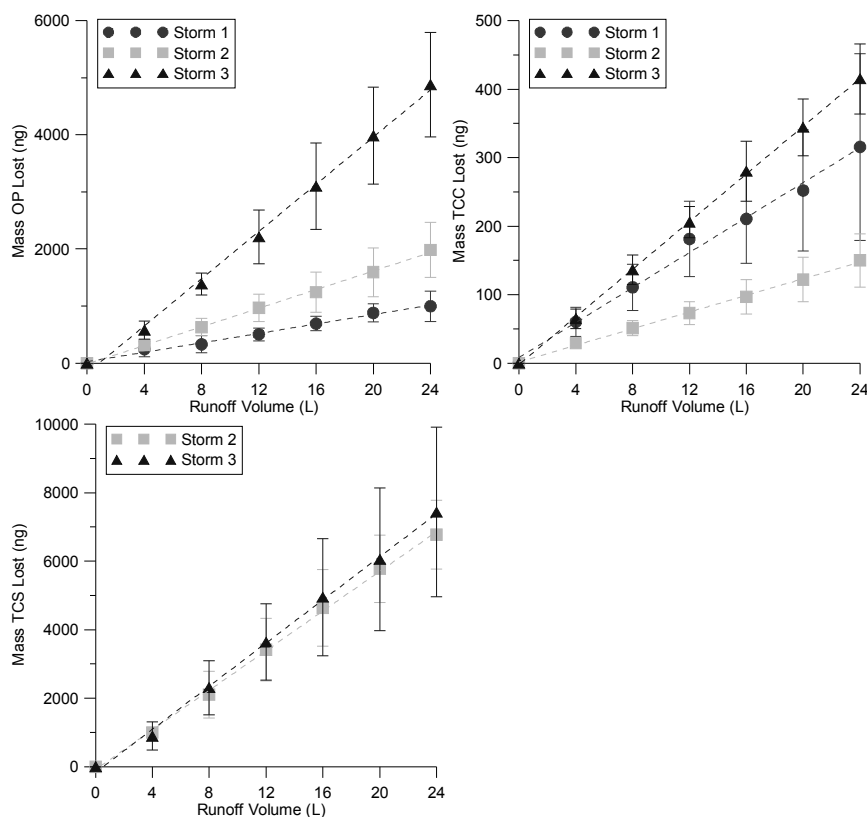 6000
4000
2000
0
Mass OP Lost (ng)
Storm 1
Storm 2
Storm 3
0 4 8 12 16 20 24
Runoff Volume (L)
500
400
300
200
100
0
Mass TCC Lost (ng)
Storm 1
Storm 2
Storm 3
0 4 8 12 16 20 24
Runoff Volume (L)
10000
8000
6000
4000
2000
0
Mass TCS Lost (ng)
Storm 2
Storm 3
0 4 8 12 16 20 24
Runoff Volume (L)